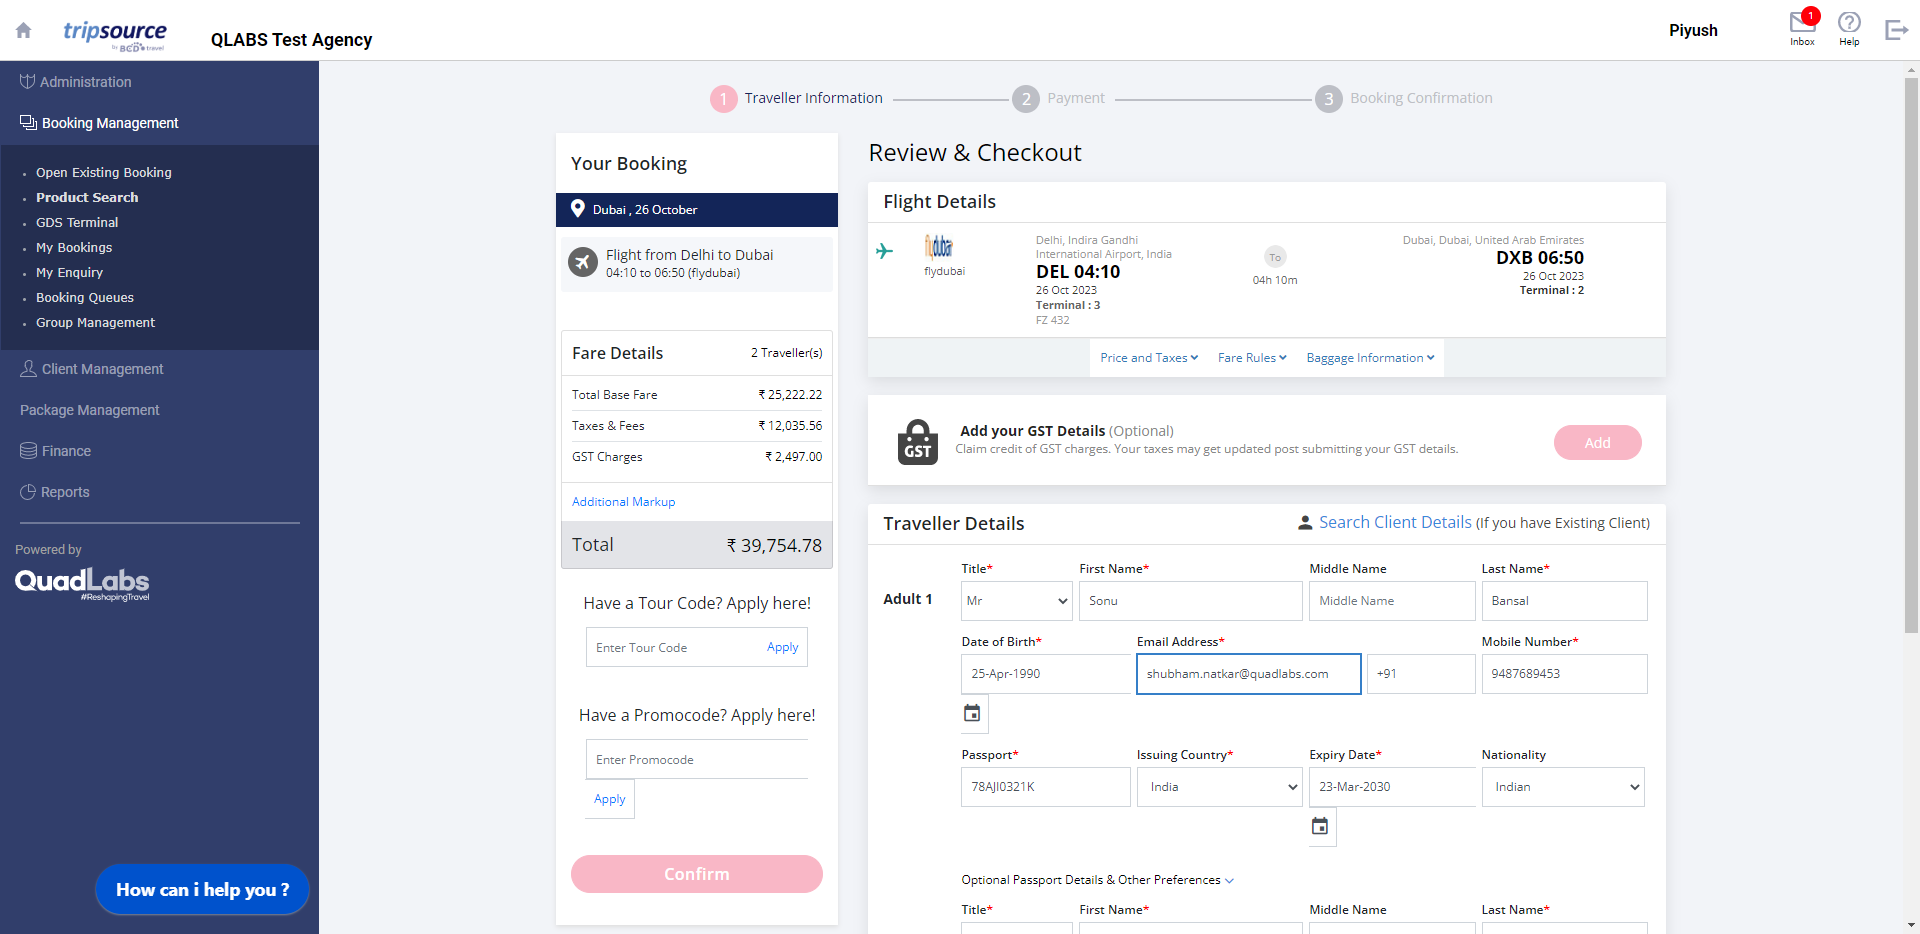 tripsource
by BCD travel
QLABS Test Agency
Piyush
1
Inbox
Help
Administration
Booking Management
Open Existing Booking
Product Search
GDS Terminal
My Bookings
My Enquiry
Booking Queues
Group Management
Client Management
Package Management
Finance
Reports
Powered by
QuadLabs
#ReshapingTravel
How can i help you ?
1 Traveller Information
2 Payment
3 Booking Confirmation
Your Booking
Dubai , 26 October
Flight from Delhi to Dubai
04:10 to 06:50 (flydubai)
Fare Details 2 Traveller(s)
Total Base Fare ₹ 25,222.22
Taxes & Fees ₹ 12,035.56
GST Charges ₹ 2,497.00
Additional Markup
Total ₹ 39,754.78
Have a Tour Code? Apply here!
Enter Tour Code Apply
Have a Promocode? Apply here!
Enter Promocode
Apply
Confirm
Review & Checkout
Flight Details
flydubai
flydubai
Delhi, Indira Gandhi
International Airport, India
DEL 04:10
26 Oct 2023
Terminal : 3
FZ 432
To
04h 10m
Dubai, Dubai, United Arab Emirates
DXB 06:50
26 Oct 2023
Terminal : 2
Price and Taxes Fare Rules Baggage Information
GST
Add your GST Details (Optional)
Claim credit of GST charges. Your taxes may get updated post submitting your GST details.
Add
Traveller Details Search Client Details (If you have Existing Client)
Title* First Name* Middle Name Last Name*
Adult 1 Mr Sonu Middle Name Bansal
Date of Birth* Email Address* Mobile Number*
25-Apr-1990 shubham.natkar@quadlabs.com +91 9487689453
Passport* Issuing Country* Expiry Date* Nationality
78AJI0321K India 23-Mar-2030 Indian
Optional Passport Details & Other Preferences
Title* First Name* Middle Name Last Name*